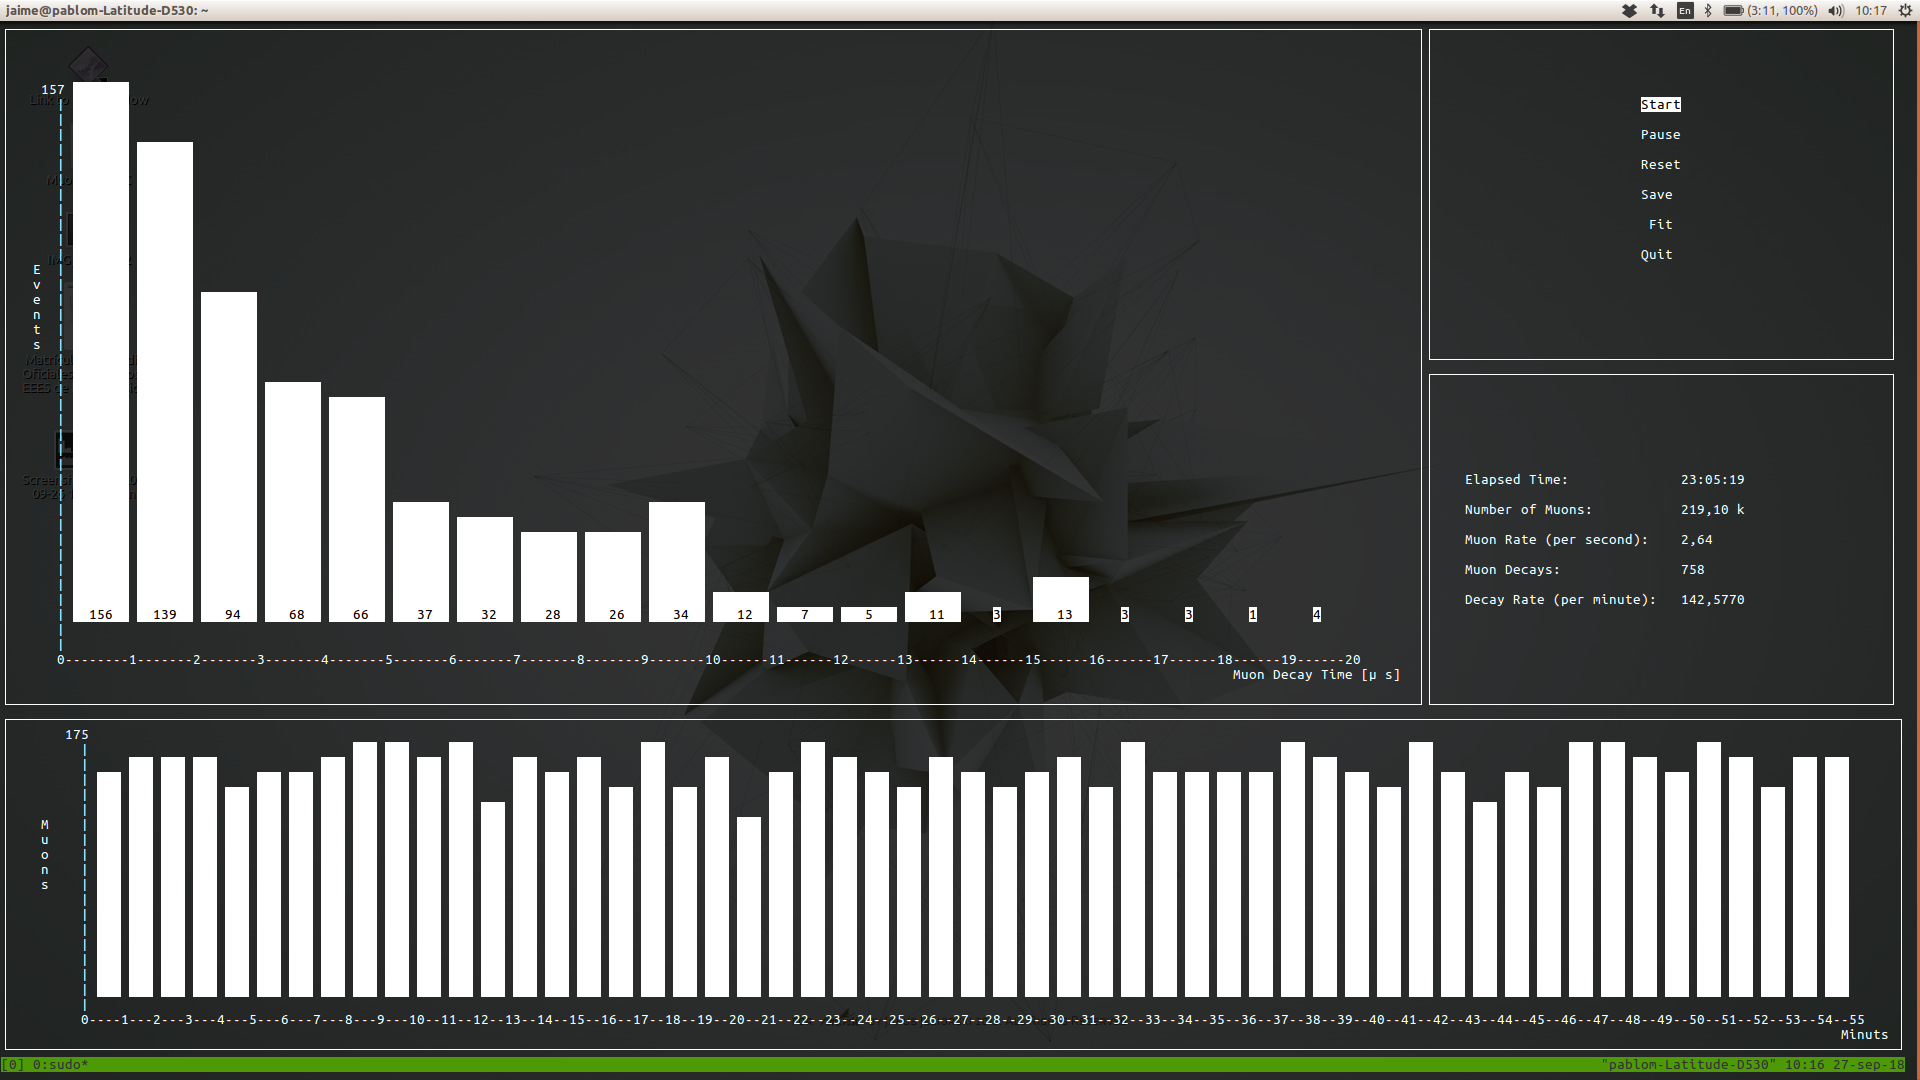 jaime@pablom-Latitude-D530: ~
En (3:11, 100%) 10:17
157
Events
156 139 94 68 66 37 32 28 26 34 12 7 5 11 3 13 3 3 1 4
0--------1-------2-------3-------4-------5-------6-------7-------8-------9-------10------11------12------13------14------15------16------17------18------19------20
Muon Decay Time [µ s]
Start
Pause
Reset
Save
Fit
Quit
Elapsed Time: 23:05:19
Number of Muons: 219,10 k
Muon Rate (per second): 2,64
Muon Decays: 758
Decay Rate (per minute): 142,5770
175
Muons
0----1---2---3---4---5---6---7---8---9---10--11--12--13--14--15--16--17--18--19--20--21--22--23--24--25--26--27--28--29--30--31--32--33--34--35--36--37--38--39--40--41--42--43--44--45--46--47--48--49--50--51--52--53--54--55
Minuts
[0] 0:sudo*
"pablom-Latitude-D530" 10:16 27-sep-18